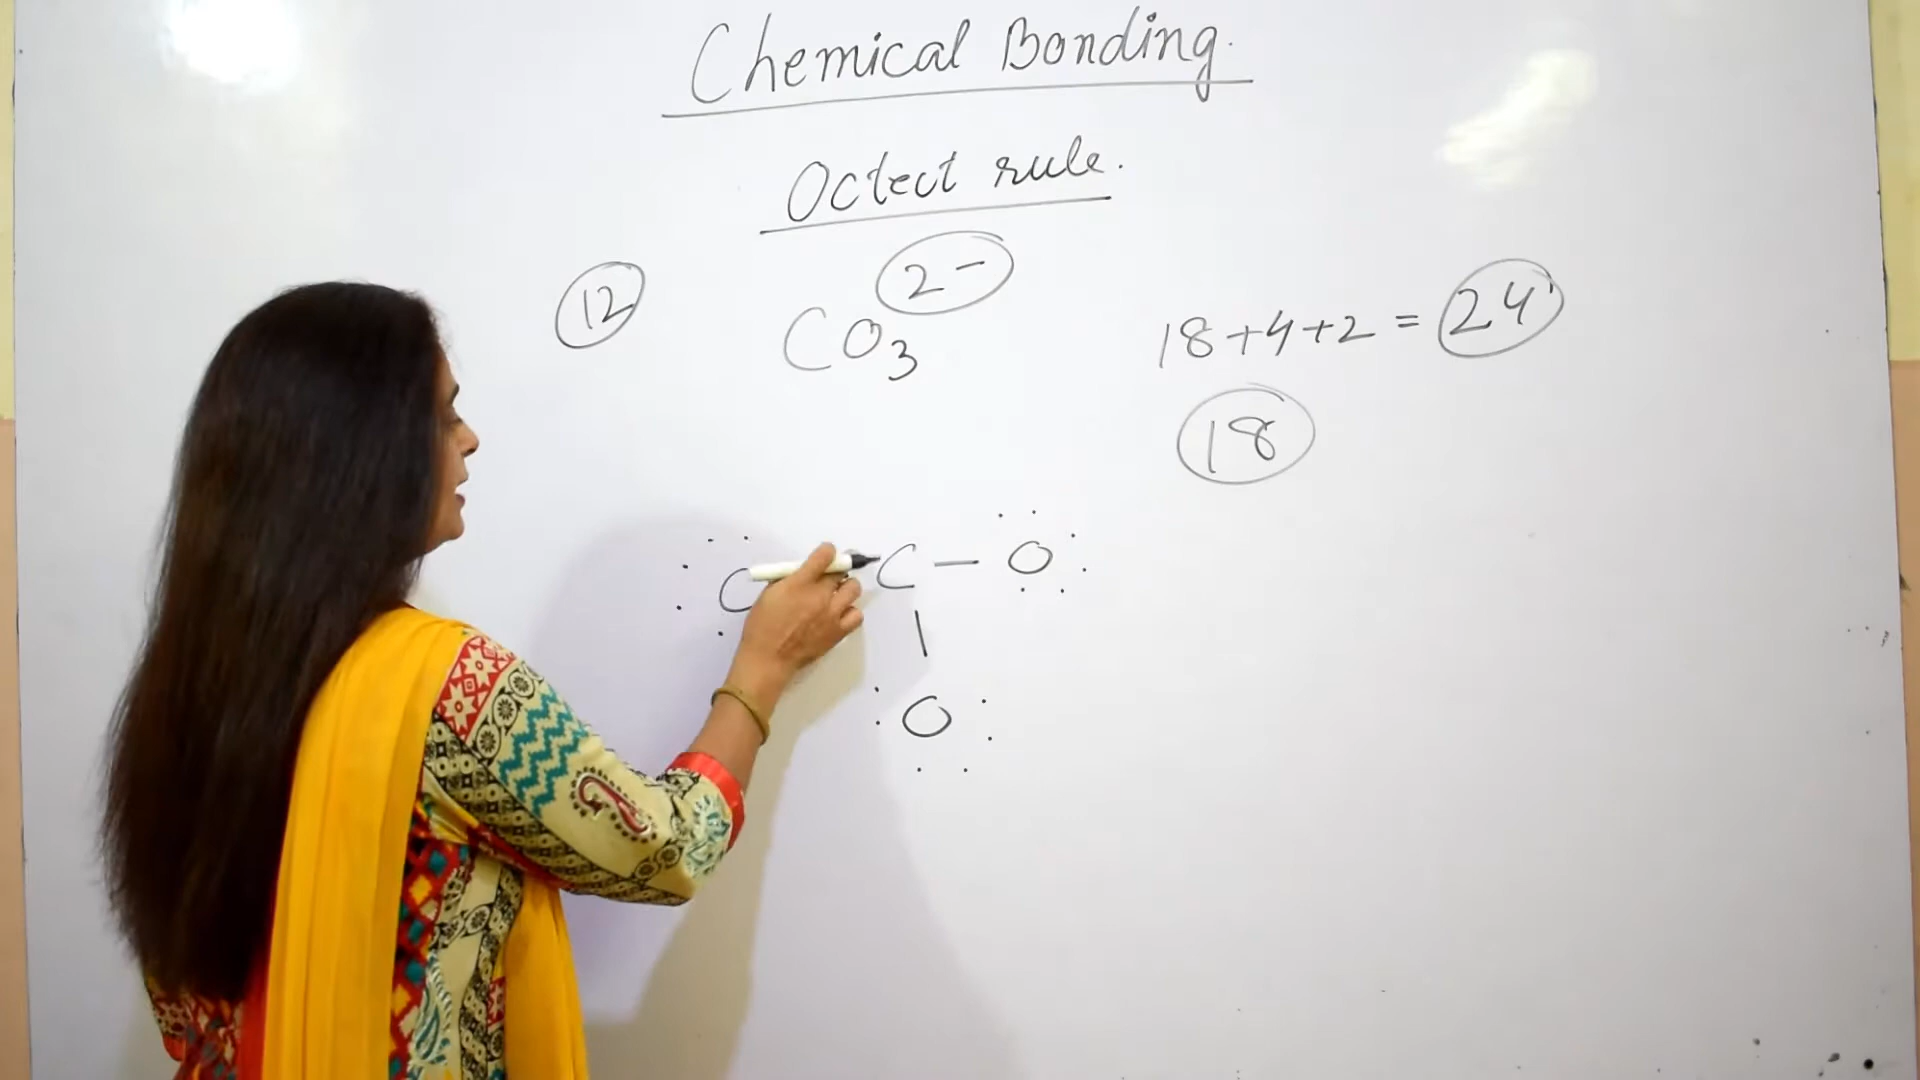 Chemical Bonding.
Octect rule.
12
CO₃ 2-
18+4+2 = 24
18
C — O
|
O